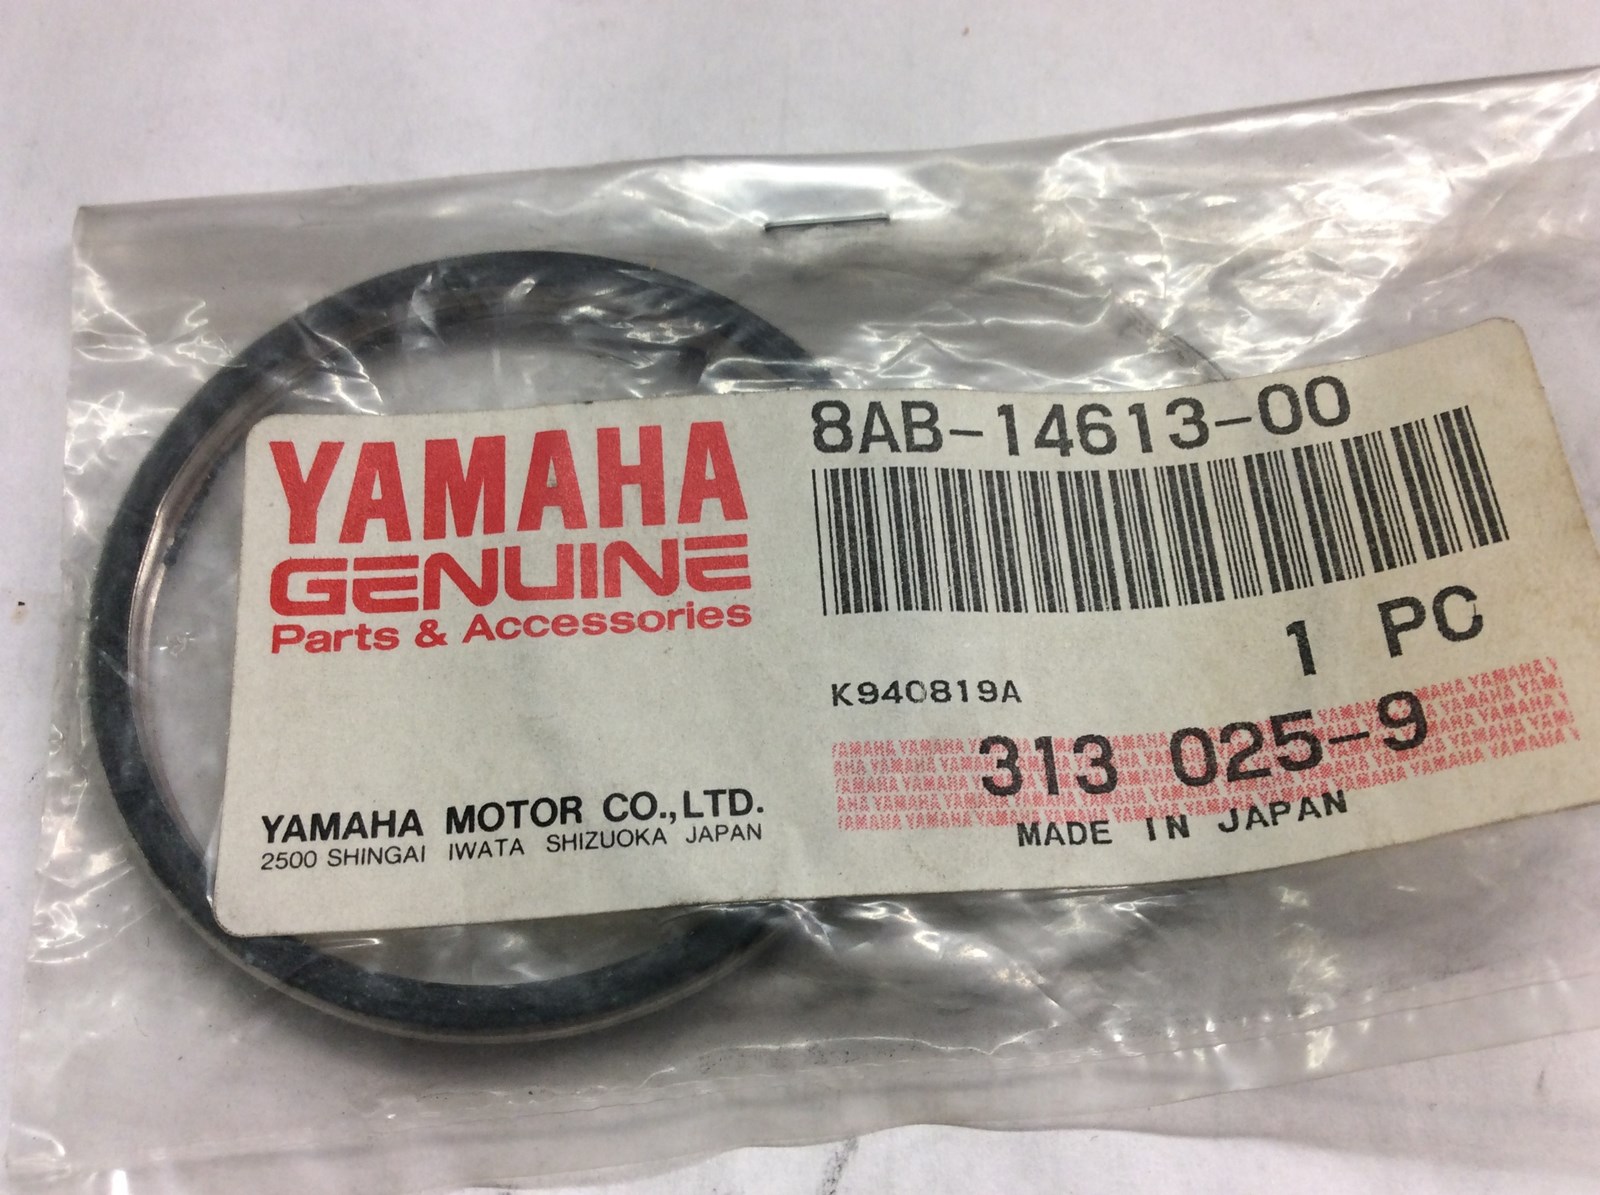 YAMAHA
GENUINE
Parts & Accessories
YAMAHA MOTOR CO.,LTD.
2500 SHINGAI IWATA SHIZUOKA JAPAN
8AB-14613-00
1 PC
K940819A
313 025-9
MADE IN JAPAN